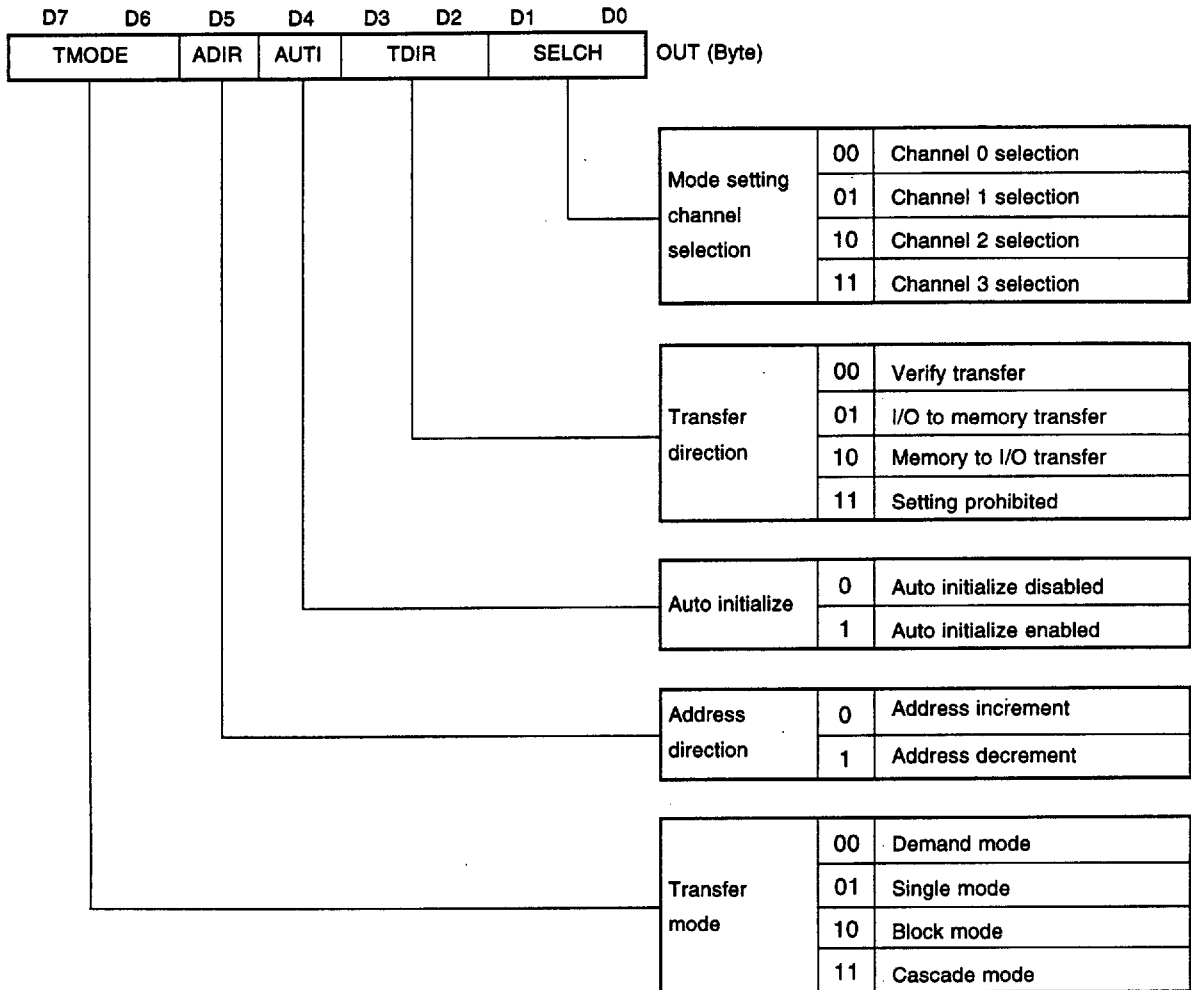 D7 D6 D5 D4 D3 D2 D1 D0
TMODE ADIR AUTI TDIR SELCH OUT (Byte)
Mode setting
channel
selection
00 Channel 0 selection
01 Channel 1 selection
10 Channel 2 selection
11 Channel 3 selection
Transfer
direction
00 Verify transfer
01 I/O to memory transfer
10 Memory to I/O transfer
11 Setting prohibited
Auto initialize
0 Auto initialize disabled
1 Auto initialize enabled
Address
direction
0 Address increment
1 Address decrement
Transfer
mode
00 Demand mode
01 Single mode
10 Block mode
11 Cascade mode